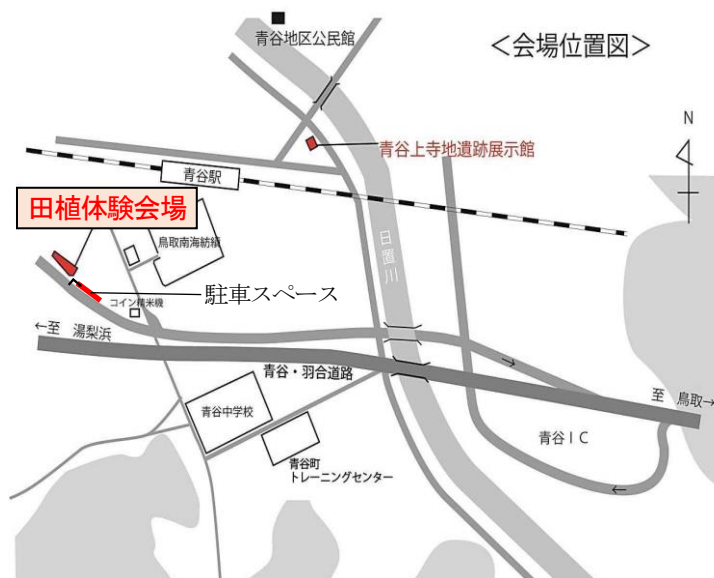 青谷地区公民館
＜会場位置図＞
N
青谷上寺地遺跡展示館
青谷駅
田植体験会場
鳥取南海紡績
日置川
コイン精米機
駐車スペース
←至 湯梨浜
→
青谷・羽合道路
至 鳥取→
青谷中学校
青谷IC
青谷町
トレーニングセンター
←